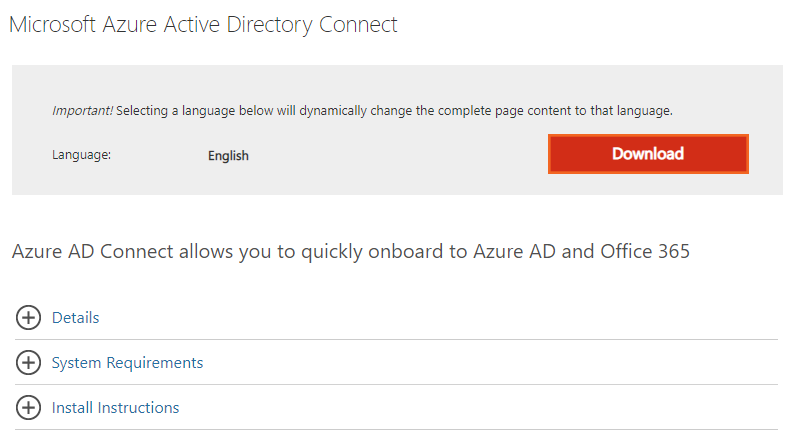 Microsoft Azure Active Directory Connect
Important! Selecting a language below will dynamically change the complete page content to that language.
Language: English Download
Azure AD Connect allows you to quickly onboard to Azure AD and Office 365
Details
System Requirements
Install Instructions